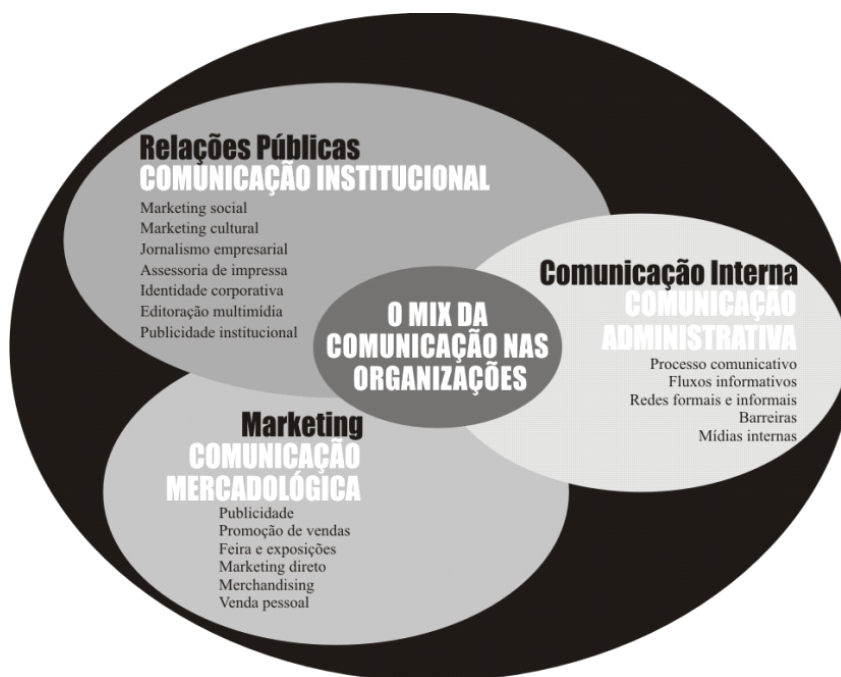 Relações Públicas
COMUNICAÇÃO INSTITUCIONAL
Marketing social
Marketing cultural
Jornalismo empresarial
Assessoria de impressa
Identidade corporativa
Editoração multimídia
Publicidade institucional
O MIX DA
COMUNICAÇÃO NAS
ORGANIZAÇÕES
Comunicação Interna
COMUNICAÇÃO
ADMINISTRATIVA
Processo comunicativo
Fluxos informativos
Redes formais e informais
Barreiras
Mídias internas
Marketing
COMUNICAÇÃO
MERCADOLÓGICA
Publicidade
Promoção de vendas
Feira e exposições
Marketing direto
Merchandising
Venda pessoal